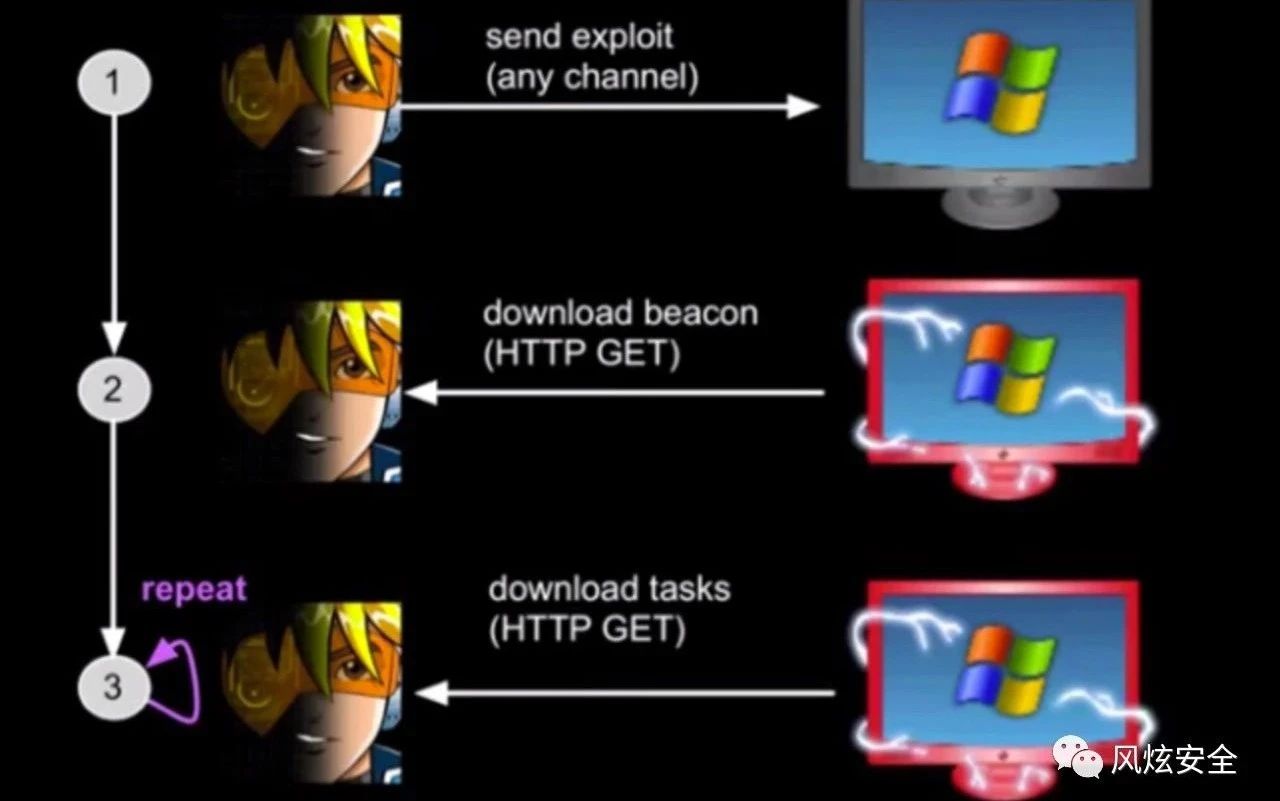 1
send exploit
(any channel)
2
download beacon
(HTTP GET)
repeat
3
download tasks
(HTTP GET)
风炫安全